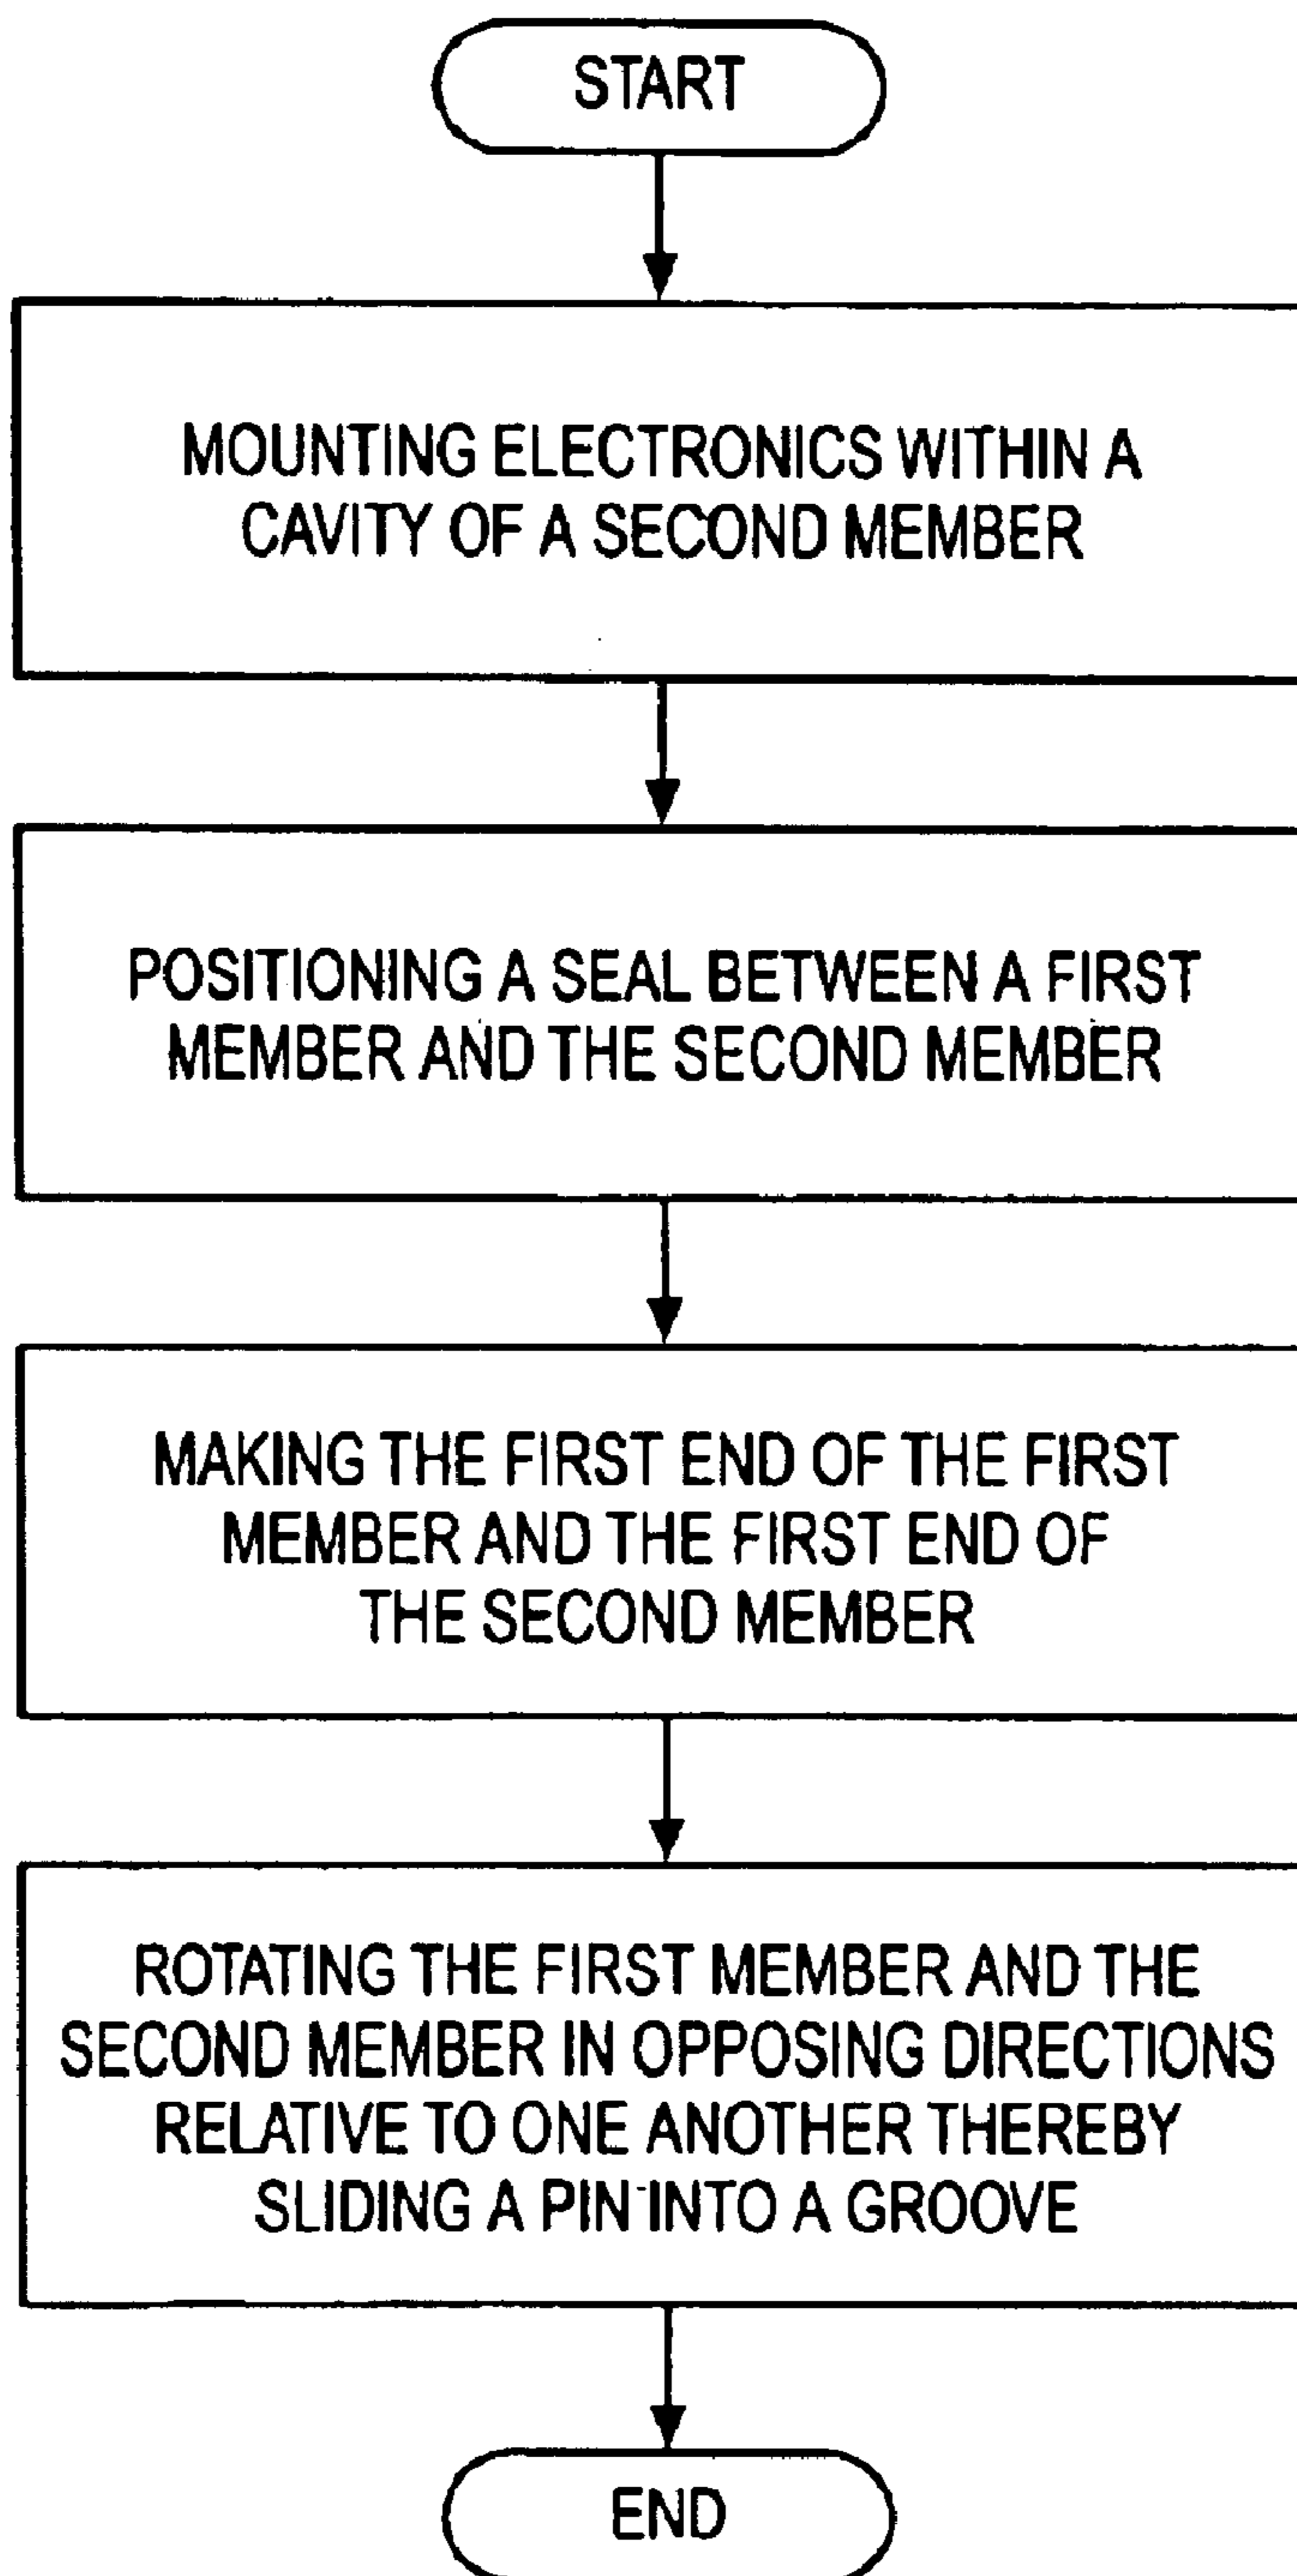 START
MOUNTING ELECTRONICS WITHIN A
CAVITY OF A SECOND MEMBER
POSITIONING A SEAL BETWEEN A FIRST
MEMBER AND THE SECOND MEMBER
MAKING THE FIRST END OF THE FIRST
MEMBER AND THE FIRST END OF
THE SECOND MEMBER
ROTATING THE FIRST MEMBER AND THE
SECOND MEMBER IN OPPOSING DIRECTIONS
RELATIVE TO ONE ANOTHER THEREBY
SLIDING A PIN INTO A GROOVE
END